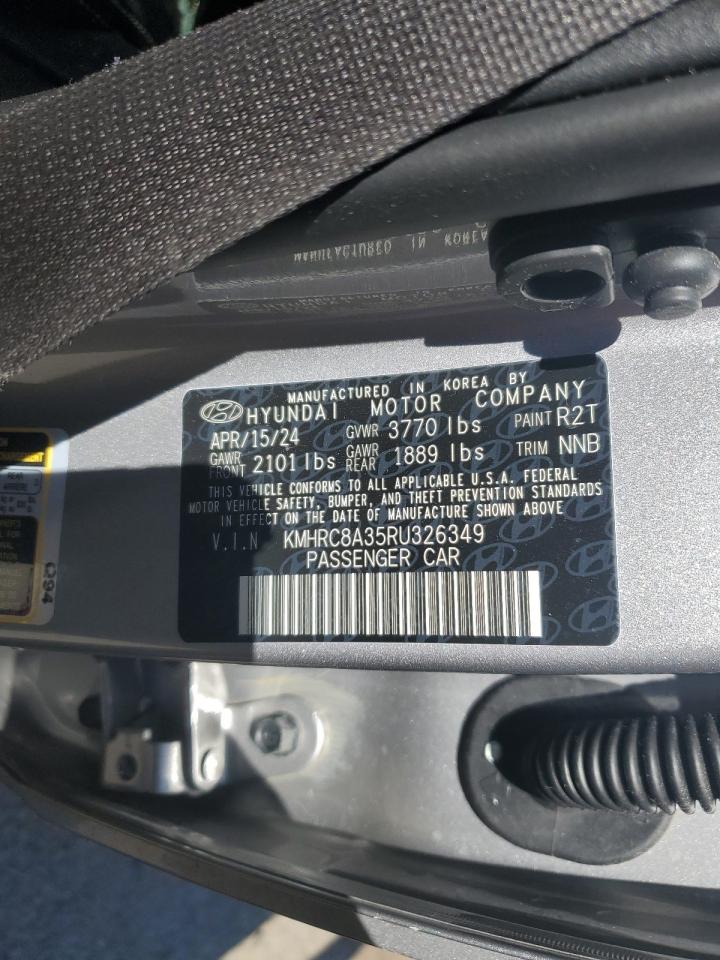 MANUFACTURED IN KOREA
MANUFACTURED IN KOREA BY
HYUNDAI MOTOR COMPANY
APR/15/24 GVWR 3770 lbs PAINT R2T
GAWR FRONT 2101 lbs GAWR REAR 1889 lbs TRIM NNB
THIS VEHICLE CONFORMS TO ALL APPLICABLE U.S.A. FEDERAL
MOTOR VEHICLE SAFETY, BUMPER, AND THEFT PREVENTION STANDARDS
IN EFFECT ON THE DATE OF MANUFACTURE SHOWN ABOVE
V.I.N KMHRC8A35RU326349
PASSENGER CAR
REAR
ARRIERE
Q94